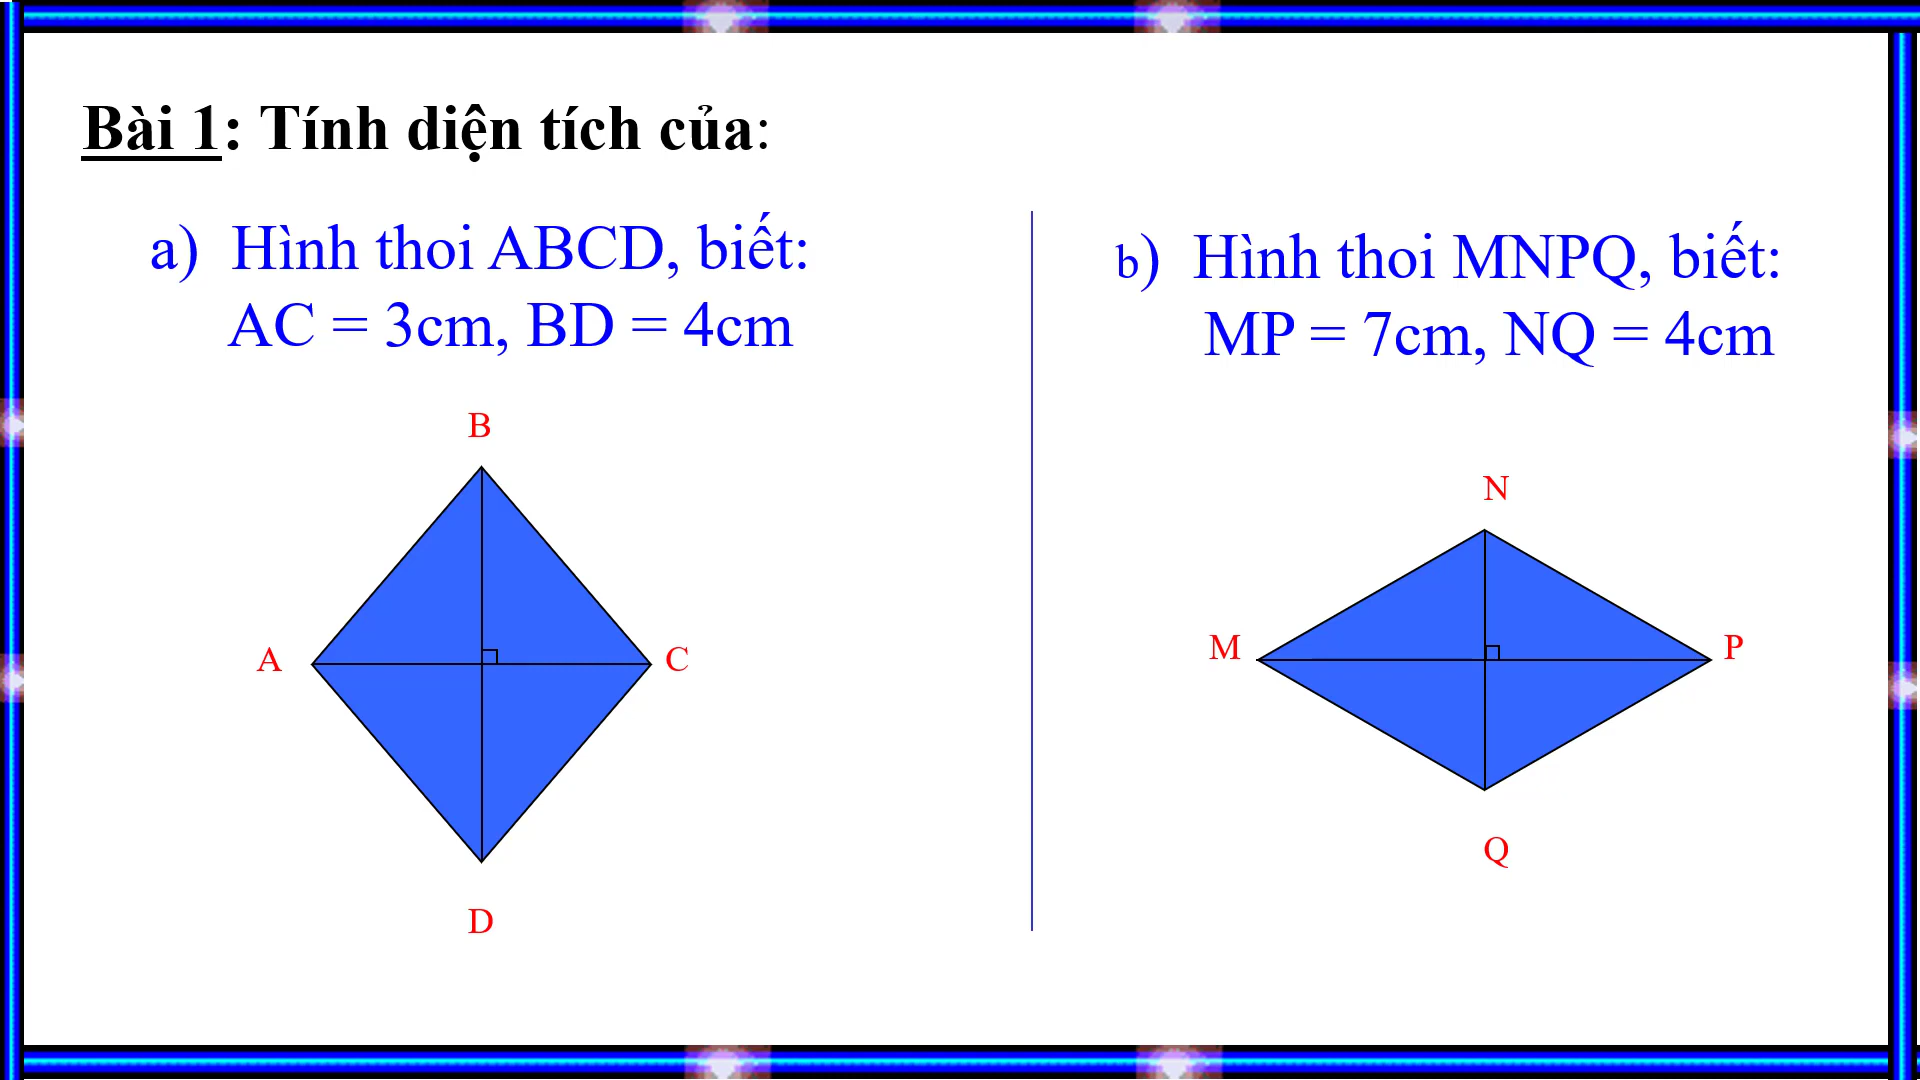 Bài 1: Tính diện tích của:
a) Hình thoi ABCD, biết:
AC = 3cm, BD = 4cm
B
A
C
D
b) Hình thoi MNPQ, biết:
MP = 7cm, NQ = 4cm
N
M
P
Q